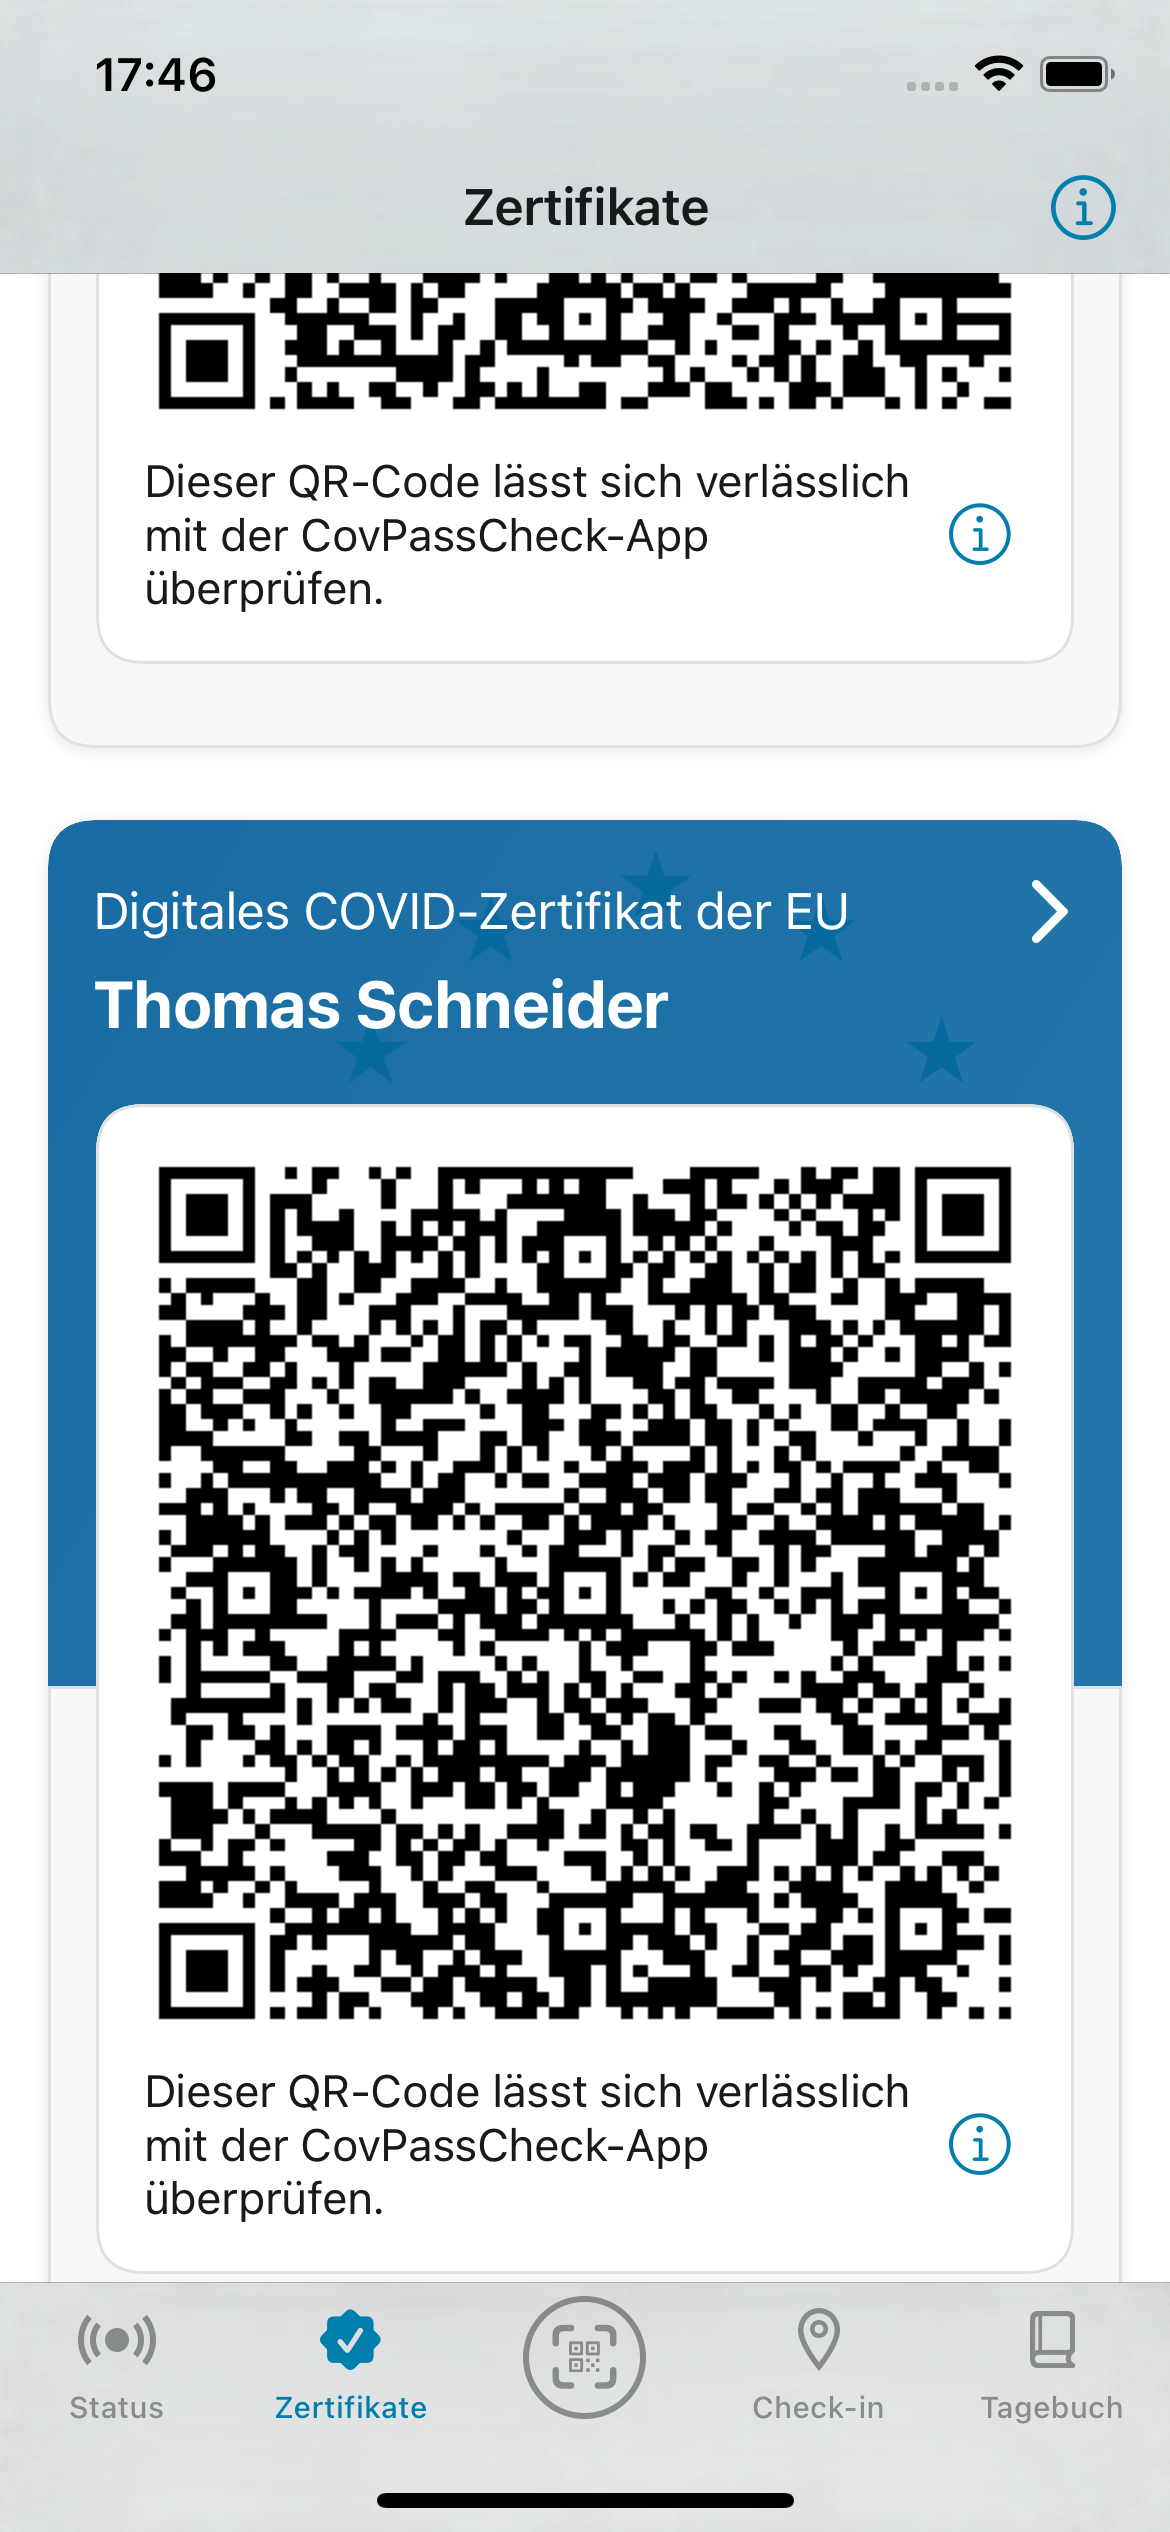 17:46
Zertifikate
Dieser QR-Code lässt sich verlässlich
mit der CovPassCheck-App
überprüfen.
Digitales COVID-Zertifikat der EU
Thomas Schneider
Dieser QR-Code lässt sich verlässlich
mit der CovPassCheck-App
überprüfen.
Status
Zertifikate
Check-in
Tagebuch